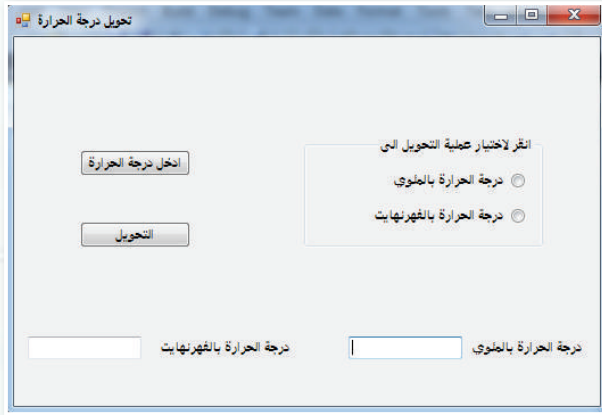 تحويل درجة الحرارة
انقر لاختيار عملية التحويل الى
درجة الحرارة بالمئوي
درجة الحرارة بالفهرنهايت
ادخل درجة الحرارة
التحويل
درجة الحرارة بالمئوي
درجة الحرارة بالفهرنهايت